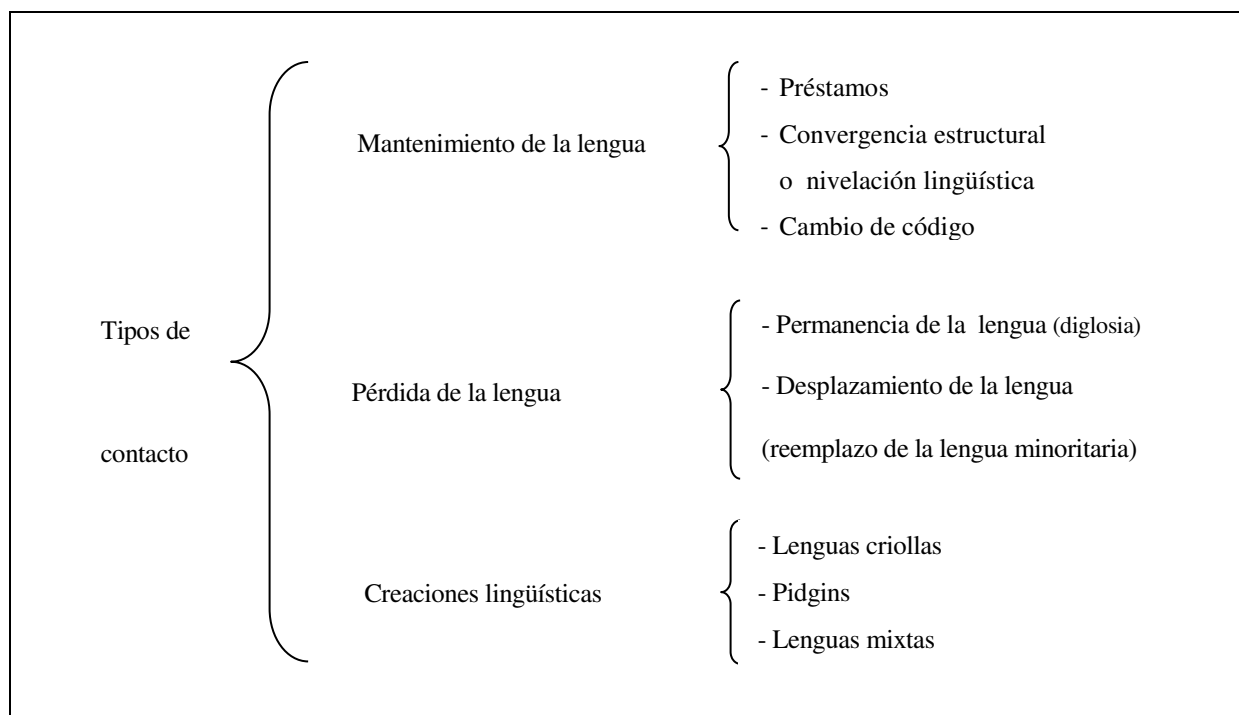 Tipos de
contacto
Mantenimiento de la lengua
- Préstamos
- Convergencia estructural
o nivelación lingüística
- Cambio de código
Pérdida de la lengua
- Permanencia de la lengua (diglosia)
- Desplazamiento de la lengua
(reemplazo de la lengua minoritaria)
Creaciones lingüísticas
- Lenguas criollas
- Pidgins
- Lenguas mixtas